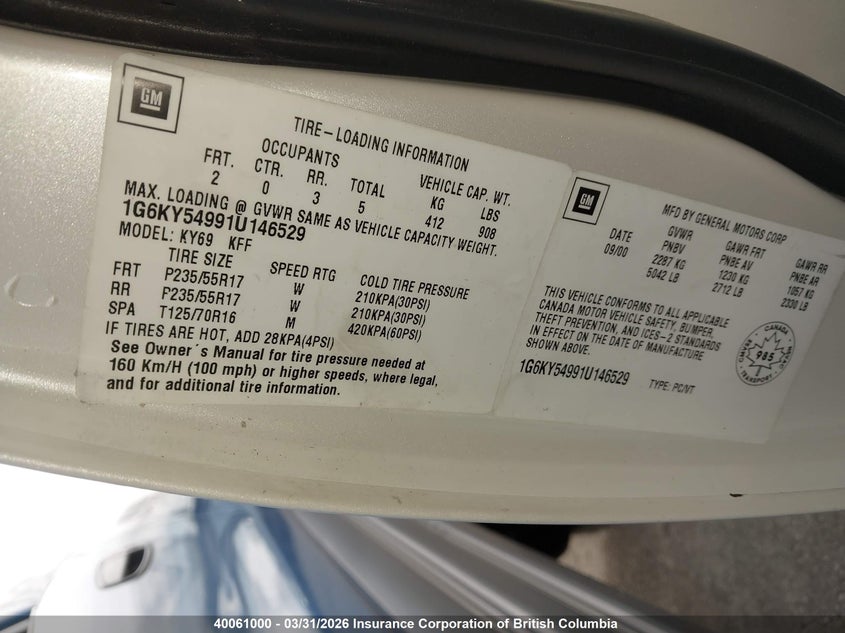 GM
TIRE-LOADING INFORMATION
OCCUPANTS
FRT. CTR. RR. TOTAL VEHICLE CAP. WT.
2 0 3 5 KG LBS
412 908
MAX. LOADING @ GVWR SAME AS VEHICLE CAPACITY WEIGHT.
1G6KY54991U146529
MODEL: KY69 KFF
TIRE SIZE SPEED RTG COLD TIRE PRESSURE
FRT P235/55R17 W 210KPA(30PSI)
RR P235/55R17 W 210KPA(30PSI)
SPA T125/70R16 M 420KPA(60PSI)
IF TIRES ARE HOT, ADD 28KPA(4PSI)
See Owner's Manual for tire pressure needed at
160 Km/H (100 mph) or higher speeds, where legal,
and for additional tire information.
GM
MFD BY GENERAL MOTORS CORP
DATE GVWR GAWR FRT GAWR RR
09/00 PNBV PNBE AV PNBE AR
2287 KG 1230 KG 1057 KG
5042 LB 2712 LB 2330 LB
THIS VEHICLE CONFORMS TO ALL APPLICABLE
CANADA MOTOR VEHICLE SAFETY, BUMPER,
THEFT PREVENTION, AND ICES-2 STANDARDS
IN EFFECT ON THE DATE OF MANUFACTURE
SHOWN ABOVE.
1G6KY54991U146529 TYPE: PC/VT
CANADA
985
40061000 - 03/31/2026 Insurance Corporation of British Columbia